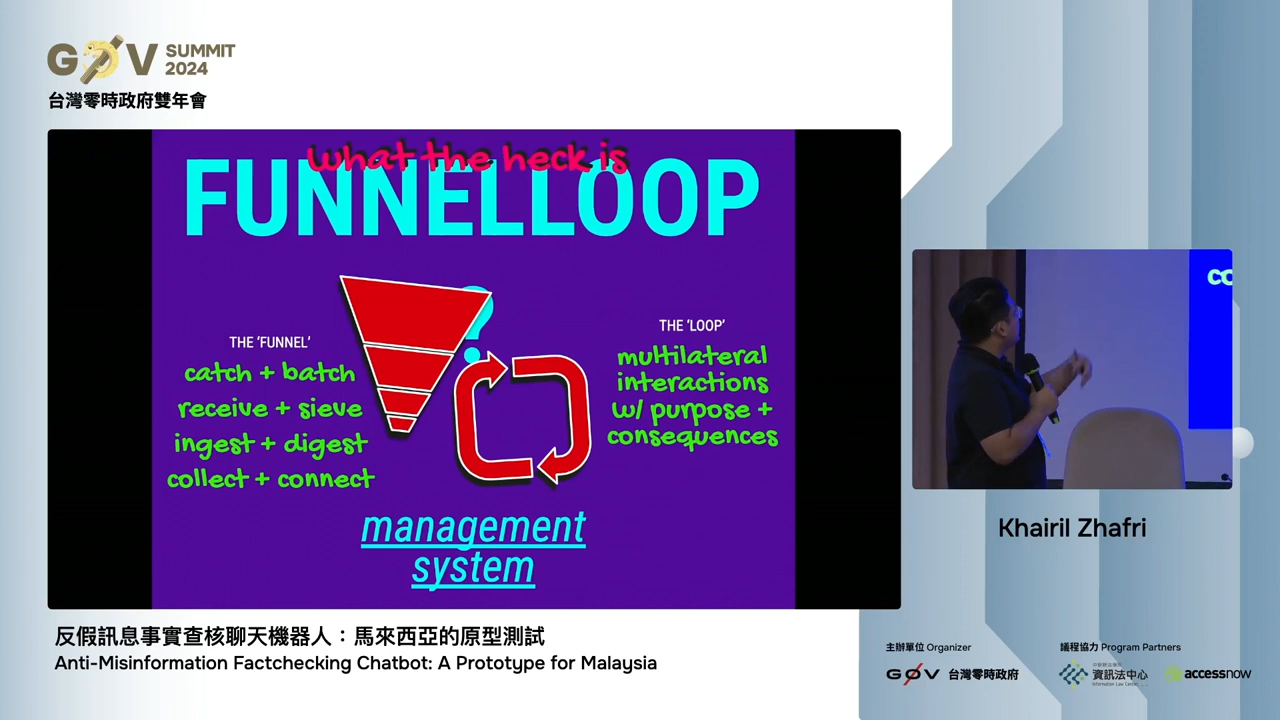 G0V SUMMIT 2024
台灣零時政府雙年會
what the heck is
FUNNELLOOP
?
THE 'FUNNEL'
catch + batch
receive + sieve
ingest + digest
collect + connect
THE 'LOOP'
multilateral
interactions
w/ purpose +
consequences
management
system
co
Khairil Zhafri
反假訊息事實查核聊天機器人：馬來西亞的原型測試
Anti-Misinformation Factchecking Chatbot: A Prototype for Malaysia
主辦單位 Organizer
G0V 台灣零時政府
議程協力 Program Partners
資訊法中心
Information Law Center
accessnow